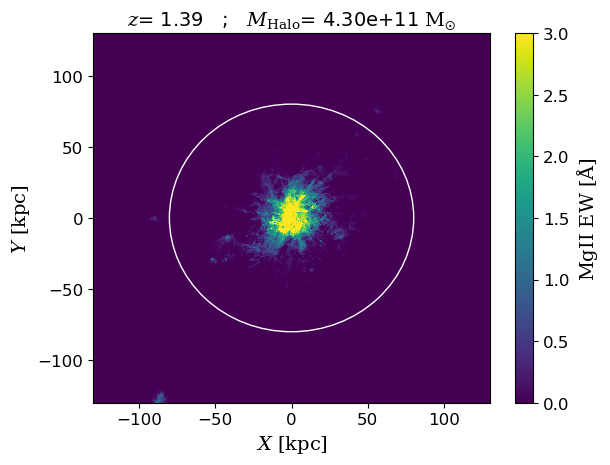 z= 1.39 ; M_Halo= 4.30e+11 M_⊙
100
50
0
−50
−100
Y [kpc]
−100 −50 0 50 100
X [kpc]
3.0
2.5
2.0
1.5
1.0
0.5
0.0
MgII EW [Å]